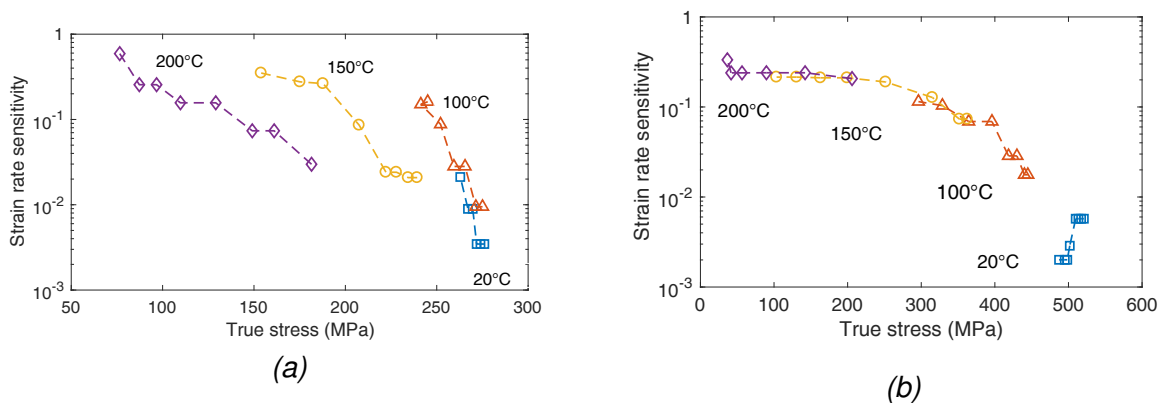 Strain rate sensitivity
1
10⁻¹
10⁻²
10⁻³
200°C
150°C
100°C
20°C
50
100
150
200
250
300
True stress (MPa)
(a)
Strain rate sensitivity
1
10⁻¹
10⁻²
10⁻³
200°C
150°C
100°C
20°C
0
100
200
300
400
500
600
True stress (MPa)
(b)